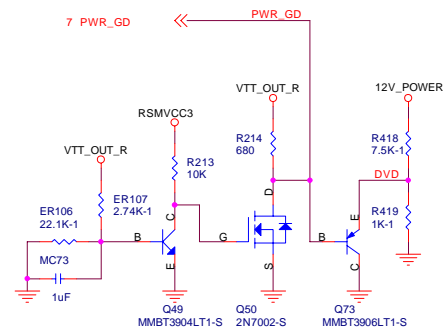 7 PWR_GD
PWR_GD
VTT_OUT_R
12V_POWER
RSMVCC3
R214
680
R418
7.5K-1
VTT_OUT_R
R213
10K
DVD
ER107
2.74K-1
D
E
R419
1K-1
ER106
22.1K-1
C
B
G
B
MC73
E
S
C
1uF
Q49
MMBT3904LT1-S
Q50
2N7002-S
Q73
MMBT3906LT1-S